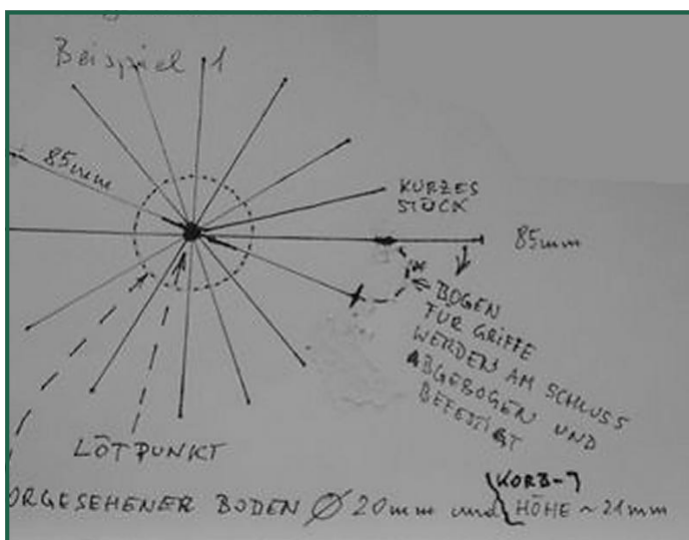 Beispiel 1
85mm
KURZES
STÜCK
85mm
BOGEN
FÜR GRIFFE
WERDEN AM SCHLUSS
ABGEBOGEN UND
BEFESTIGT
LÖTPUNKT
ORGESEHENER BODEN Ø 20mm und KORB-
HÖHE ~21mm